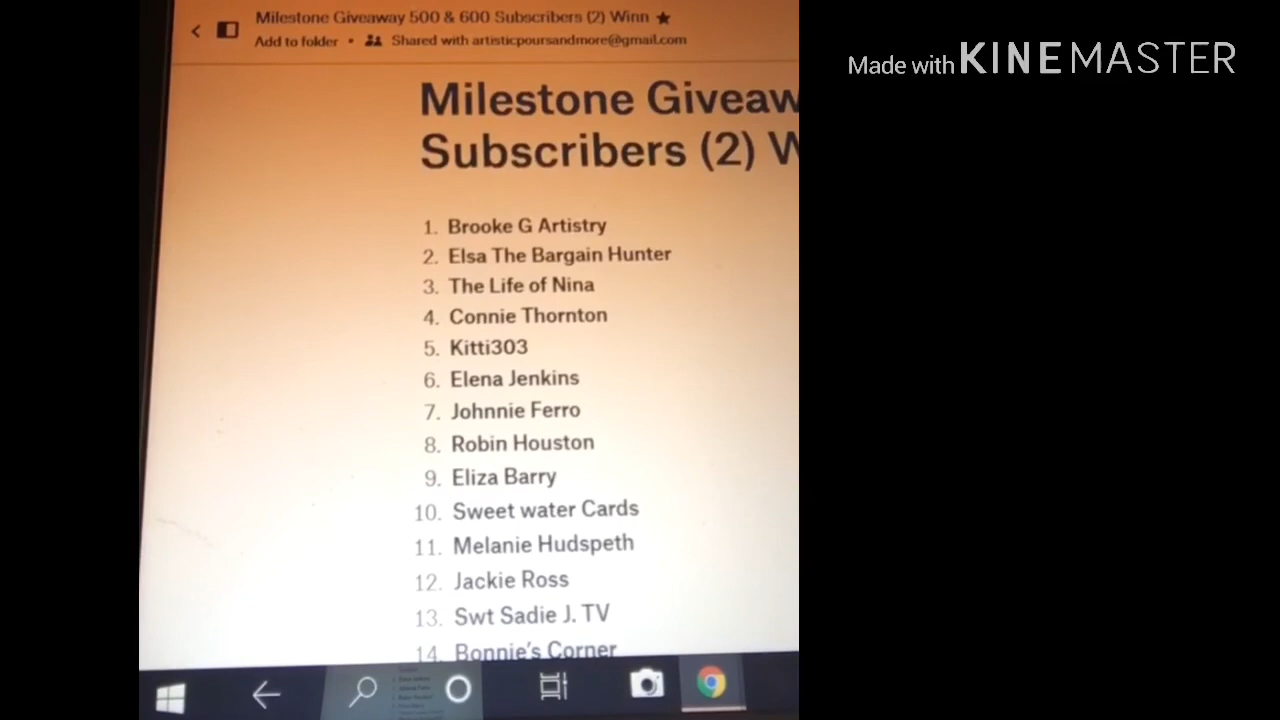 Milestone Giveaway 500 & 600 Subscribers (2) Winn ★
Add to folder • Shared with artisticpoursandmore@gmail.com
Made with KINEMASTER
Milestone Giveaw
Subscribers (2) W
1. Brooke G Artistry
2. Elsa The Bargain Hunter
3. The Life of Nina
4. Connie Thornton
5. Kitti303
6. Elena Jenkins
7. Johnnie Ferro
8. Robin Houston
9. Eliza Barry
10. Sweet water Cards
11. Melanie Hudspeth
12. Jackie Ross
13. Swt Sadie J. TV
14. Bonnie's Corner